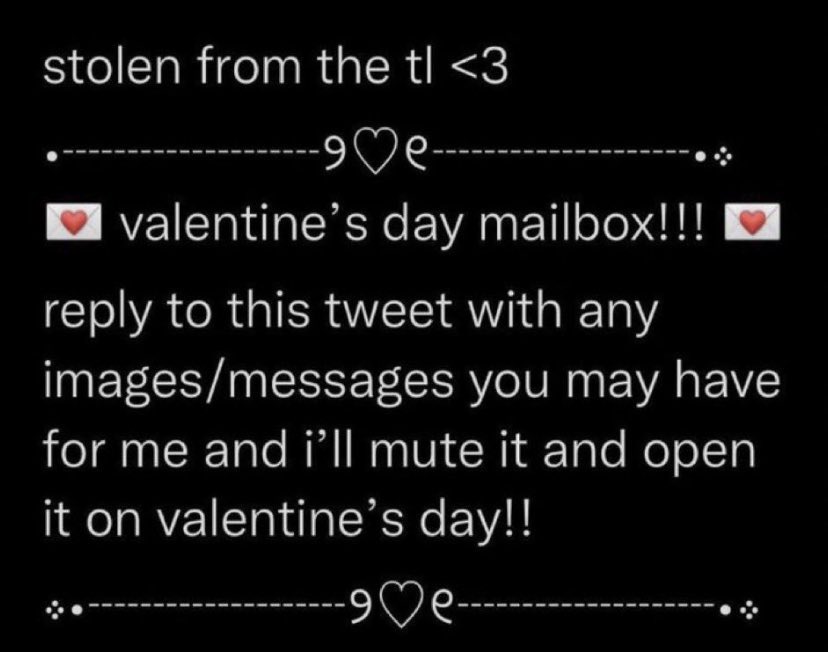 stolen from the tl <3
•--------------------୨♡୧--------------------•༓
💌 valentine’s day mailbox!!! 💌
reply to this tweet with any
images/messages you may have
for me and i’ll mute it and open
it on valentine’s day!!
༓•--------------------୨♡୧--------------------•༓